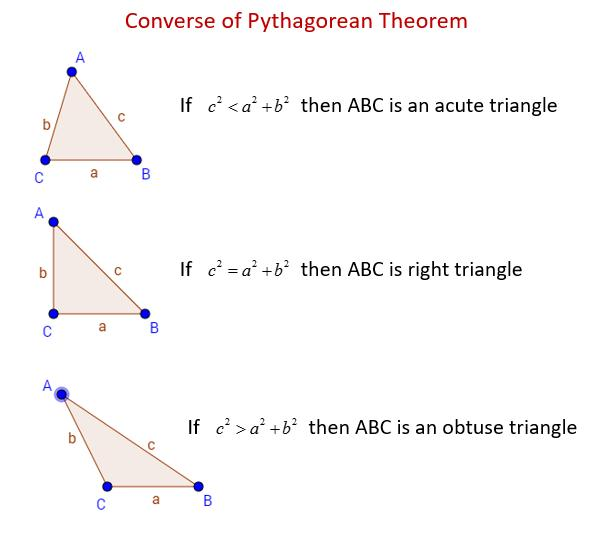 Converse of Pythagorean Theorem
A
b
c
C
a
B
If c² < a² + b² then ABC is an acute triangle
A
b
c
C
a
B
If c² = a² + b² then ABC is right triangle
A
b
c
C
a
B
If c² > a² + b² then ABC is an obtuse triangle